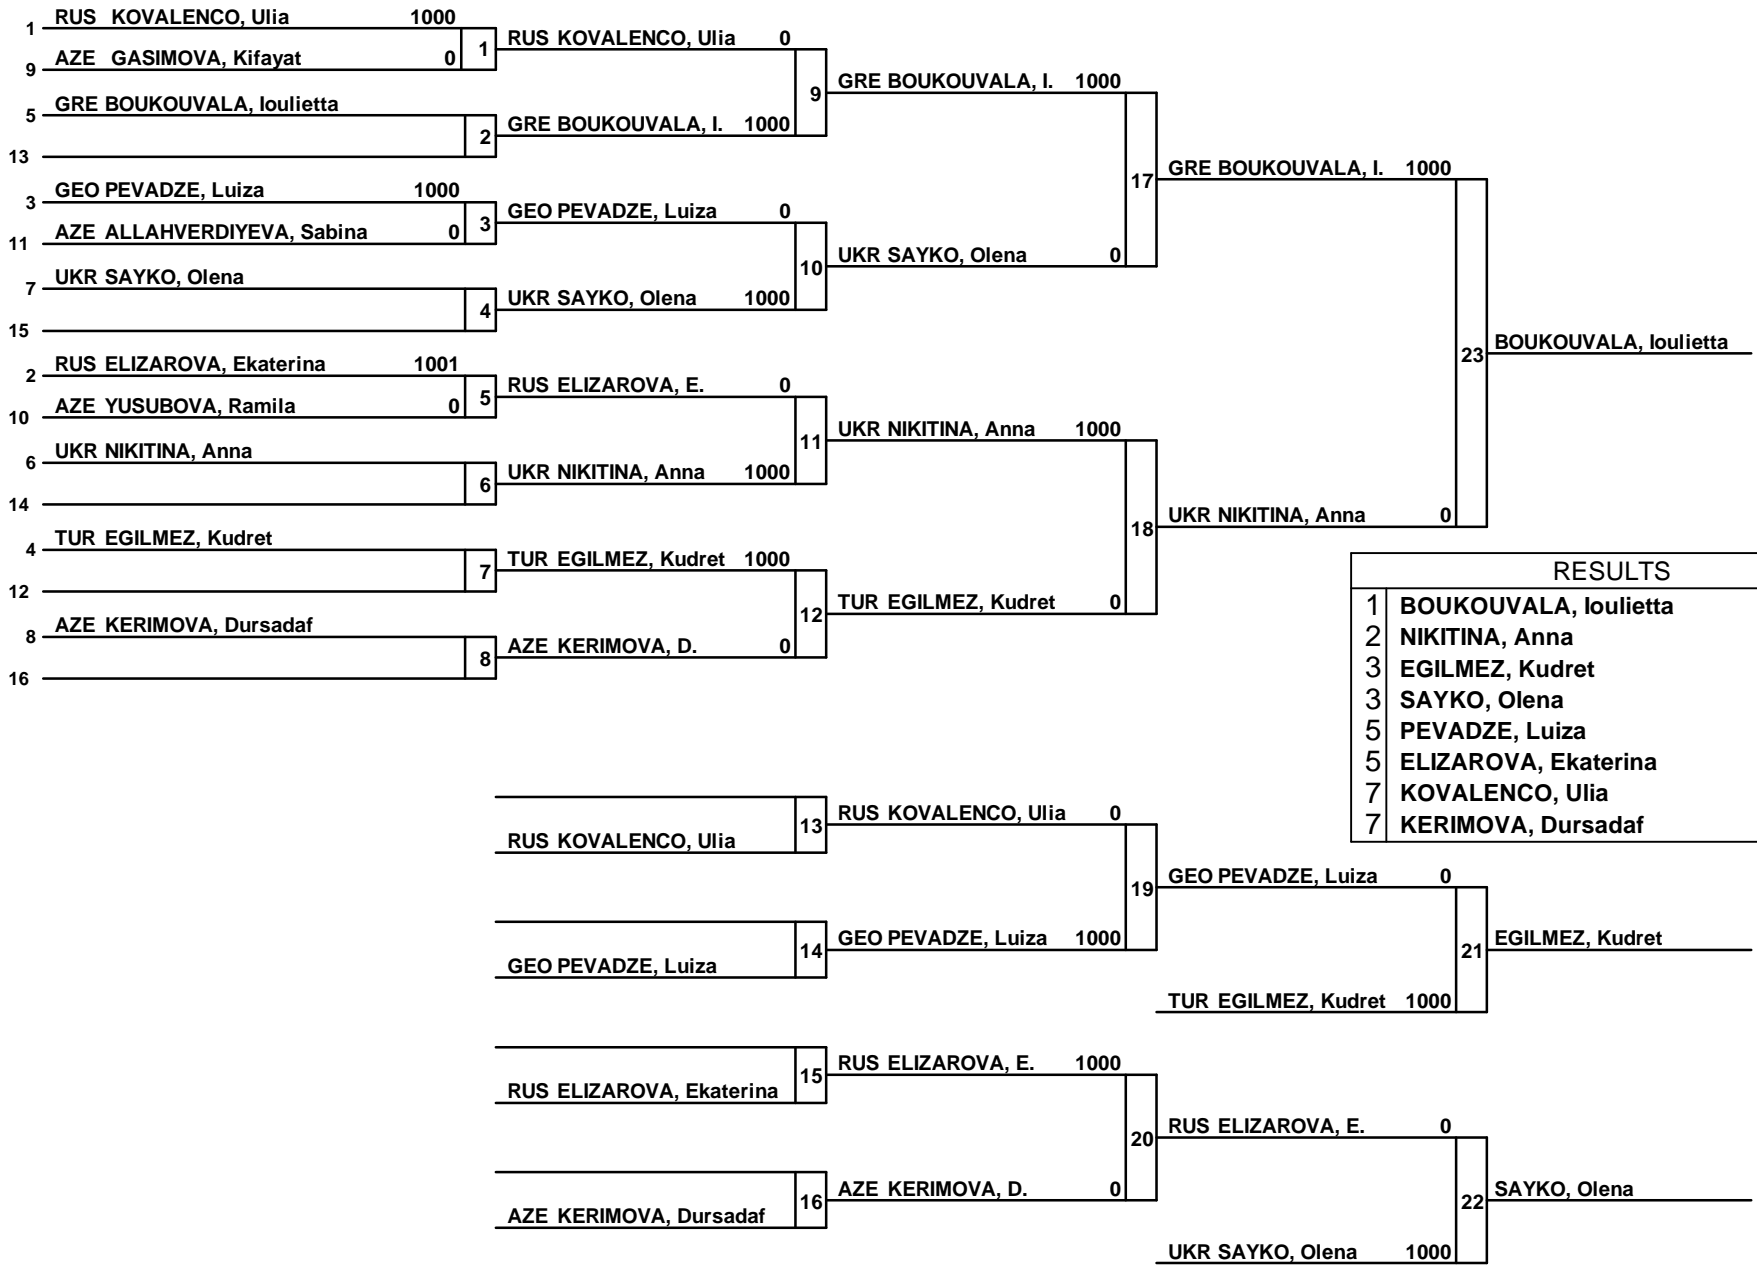 1 RUS KOVALENCO, Ulia 1000
9 AZE GASIMOVA, Kifayat 0
1
5 GRE BOUKOUVALA, Ioulietta
13
2
3 GEO PEVADZE, Luiza 1000
11 AZE ALLAHVERDIYEVA, Sabina 0
3
7 UKR SAYKO, Olena
15
4
2 RUS ELIZAROVA, Ekaterina 1001
10 AZE YUSUBOVA, Ramila 0
5
6 UKR NIKITINA, Anna
14
6
4 TUR EGILMEZ, Kudret
12
7
8 AZE KERIMOVA, Dursadaf
16
8
RUS KOVALENCO, Ulia 0
GRE BOUKOUVALA, I. 1000
9
GEO PEVADZE, Luiza 0
UKR SAYKO, Olena 1000
10
RUS ELIZAROVA, E. 0
UKR NIKITINA, Anna 1000
11
TUR EGILMEZ, Kudret 1000
AZE KERIMOVA, D. 0
12
GRE BOUKOUVALA, I. 1000
UKR SAYKO, Olena 0
17
UKR NIKITINA, Anna 1000
TUR EGILMEZ, Kudret 0
18
GRE BOUKOUVALA, I. 1000
UKR NIKITINA, Anna 0
23
BOUKOUVALA, Ioulietta
RESULTS
1 BOUKOUVALA, Ioulietta
2 NIKITINA, Anna
3 EGILMEZ, Kudret
3 SAYKO, Olena
5 PEVADZE, Luiza
5 ELIZAROVA, Ekaterina
7 KOVALENCO, Ulia
7 KERIMOVA, Dursadaf
RUS KOVALENCO, Ulia
13
GEO PEVADZE, Luiza
14
RUS ELIZAROVA, Ekaterina
15
AZE KERIMOVA, Dursadaf
16
RUS KOVALENCO, Ulia 0
GEO PEVADZE, Luiza 1000
19
RUS ELIZAROVA, E. 1000
AZE KERIMOVA, D. 0
20
GEO PEVADZE, Luiza 0
TUR EGILMEZ, Kudret 1000
21
EGILMEZ, Kudret
RUS ELIZAROVA, E. 0
UKR SAYKO, Olena 1000
22
SAYKO, Olena